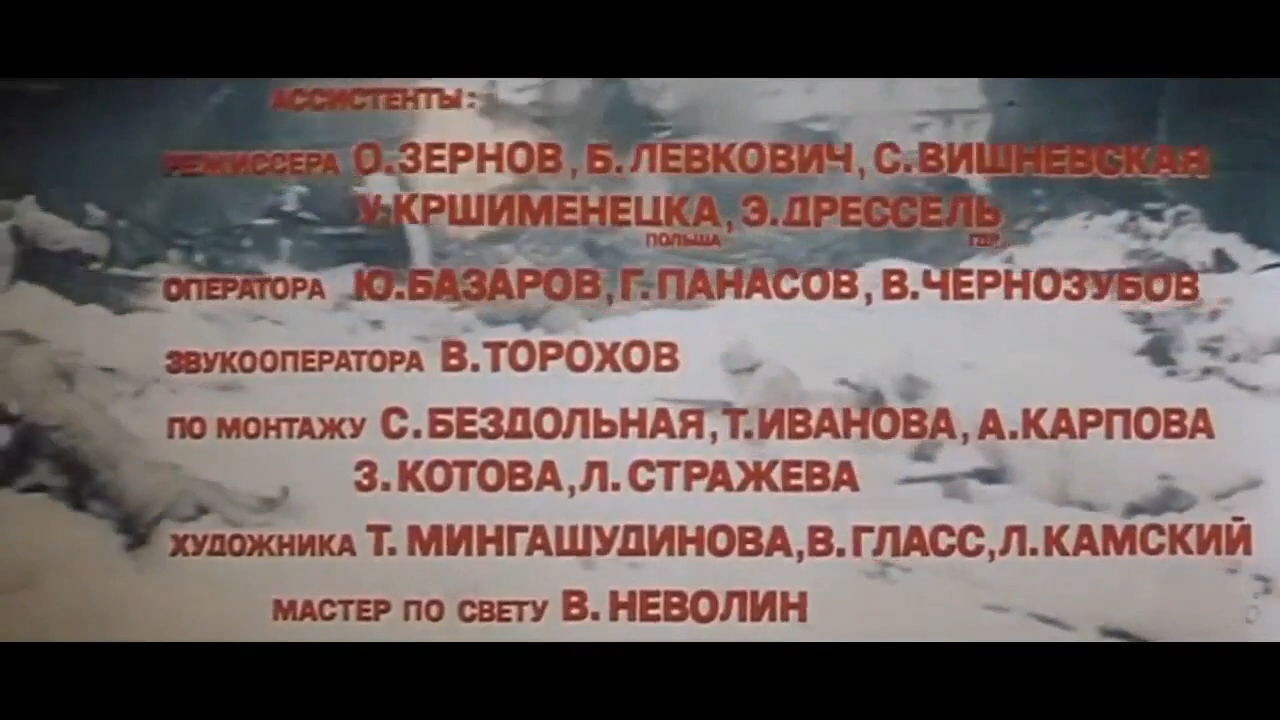 АССИСТЕНТЫ:
РЕЖИССЕРА О.ЗЕРНОВ, Б.ЛЕВКОВИЧ, С.ВИШНЕВСКАЯ
У.КРШИМЕНЕЦКА, Э.ДРЕССЕЛЬ
ПОЛЬША ГДР
ОПЕРАТОРА Ю.БАЗАРОВ, Г.ПАНАСОВ, В.ЧЕРНОЗУБОВ
ЗВУКООПЕРАТОРА В.ТОРОХОВ
ПО МОНТАЖУ С.БЕЗДОЛЬНАЯ, Т.ИВАНОВА, А.КАРПОВА
З.КОТОВА, Л.СТРАЖЕВА
ХУДОЖНИКА Т. МИНГАШУДИНОВА, В.ГЛАСС, Л.КАМСКИЙ
МАСТЕР ПО СВЕТУ В. НЕВОЛИН